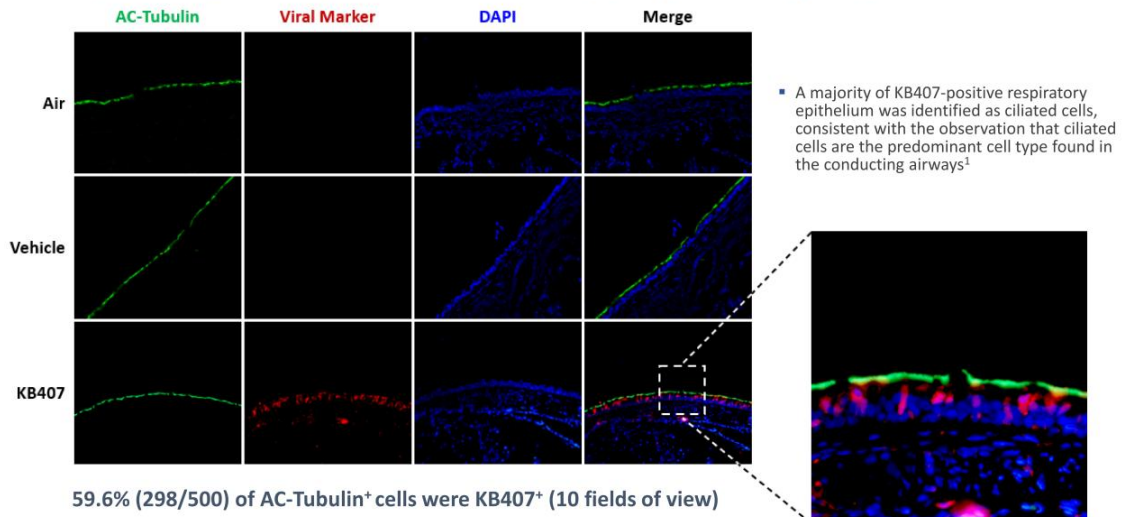 AC-Tubulin Viral Marker DAPI Merge
Air
Vehicle
KB407
▪ A majority of KB407-positive respiratory
epithelium was identified as ciliated cells,
consistent with the observation that ciliated
cells are the predominant cell type found in
the conducting airways¹
59.6% (298/500) of AC-Tubulin⁺ cells were KB407⁺ (10 fields of view)